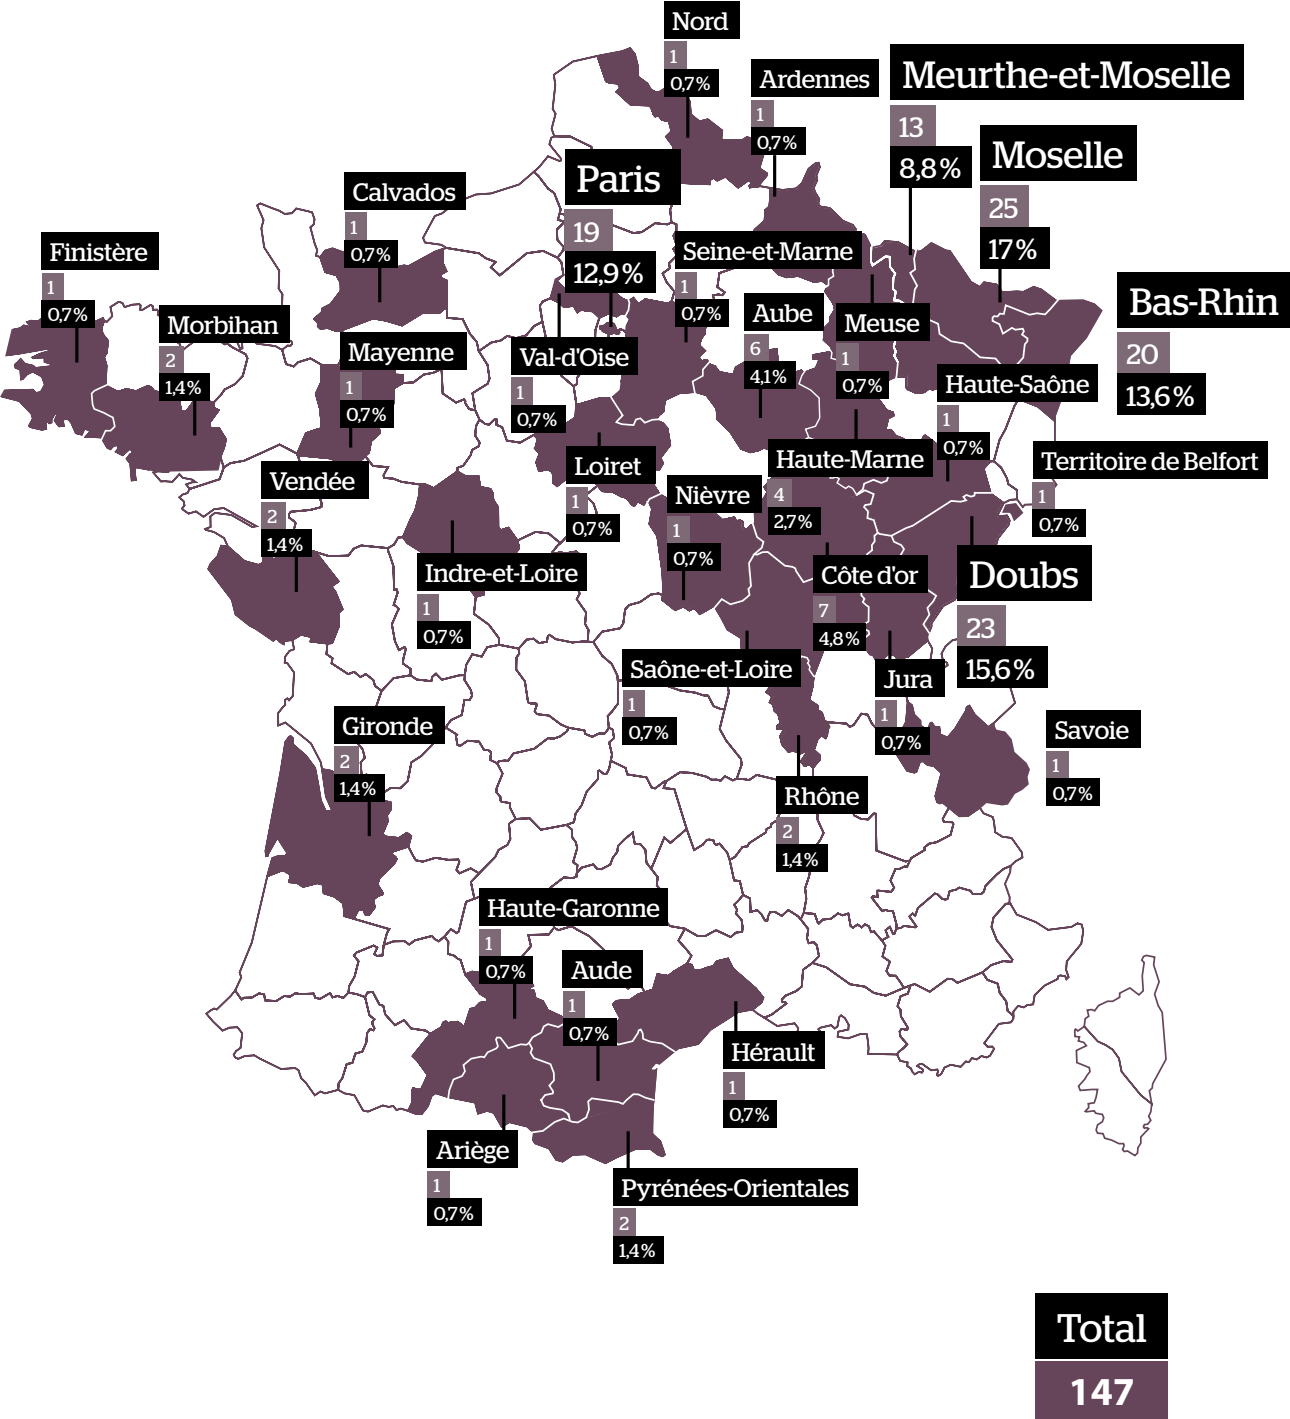 Nord
1
0,7%
Ardennes
1
0,7%
Meurthe-et-Moselle
13
8,8%
Moselle
25
17%
Paris
19
12,9%
Calvados
1
0,7%
Finistère
1
0,7%
Seine-et-Marne
1
0,7%
Bas-Rhin
20
13,6%
Morbihan
2
1,4%
Aube
6
4,1%
Meuse
1
0,7%
Mayenne
1
0,7%
Val-d'Oise
1
0,7%
Haute-Saône
1
0,7%
Haute-Marne
4
2,7%
Territoire de Belfort
1
0,7%
Loiret
1
0,7%
Vendée
2
1,4%
Nièvre
1
0,7%
Indre-et-Loire
1
0,7%
Côte d'or
7
4,8%
Doubs
23
15,6%
Saône-et-Loire
1
0,7%
Jura
1
0,7%
Gironde
2
1,4%
Savoie
1
0,7%
Rhône
2
1,4%
Haute-Garonne
1
0,7%
Aude
1
0,7%
Hérault
1
0,7%
Ariège
1
0,7%
Pyrénées-Orientales
2
1,4%
Total
147